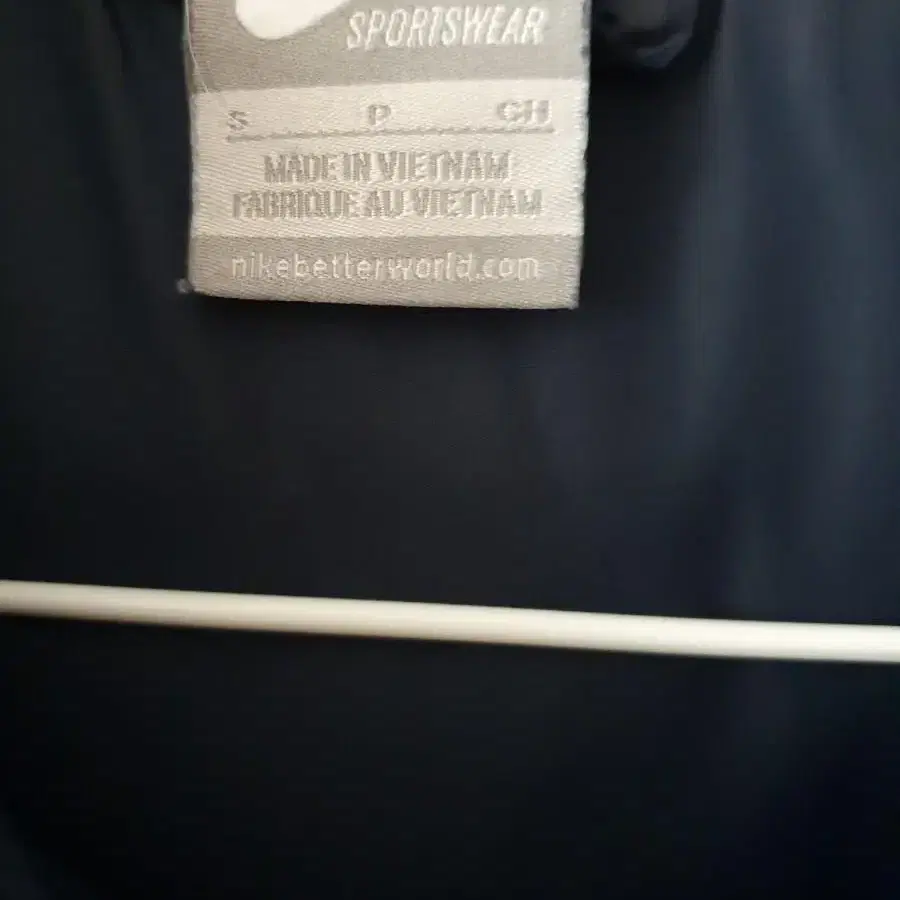 SPORTSWEAR
S P CH
MADE IN VIETNAM
FABRIQUE AU VIETNAM
nikebetterworld.com